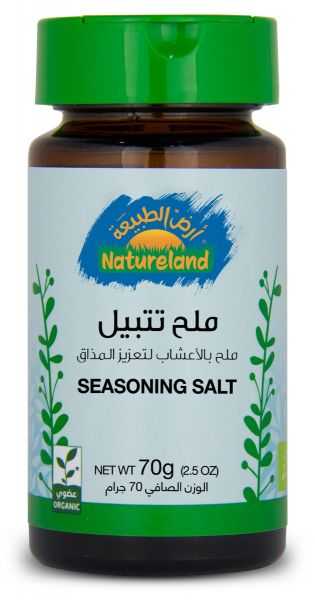 أرض الطبيعة
Natureland
ملح تتبيل
ملح بالأعشاب لتعزيز المذاق
SEASONING SALT
NET WT 70g (2.5 OZ)
الوزن الصافي 70 جرام
عضوي
ORGANIC